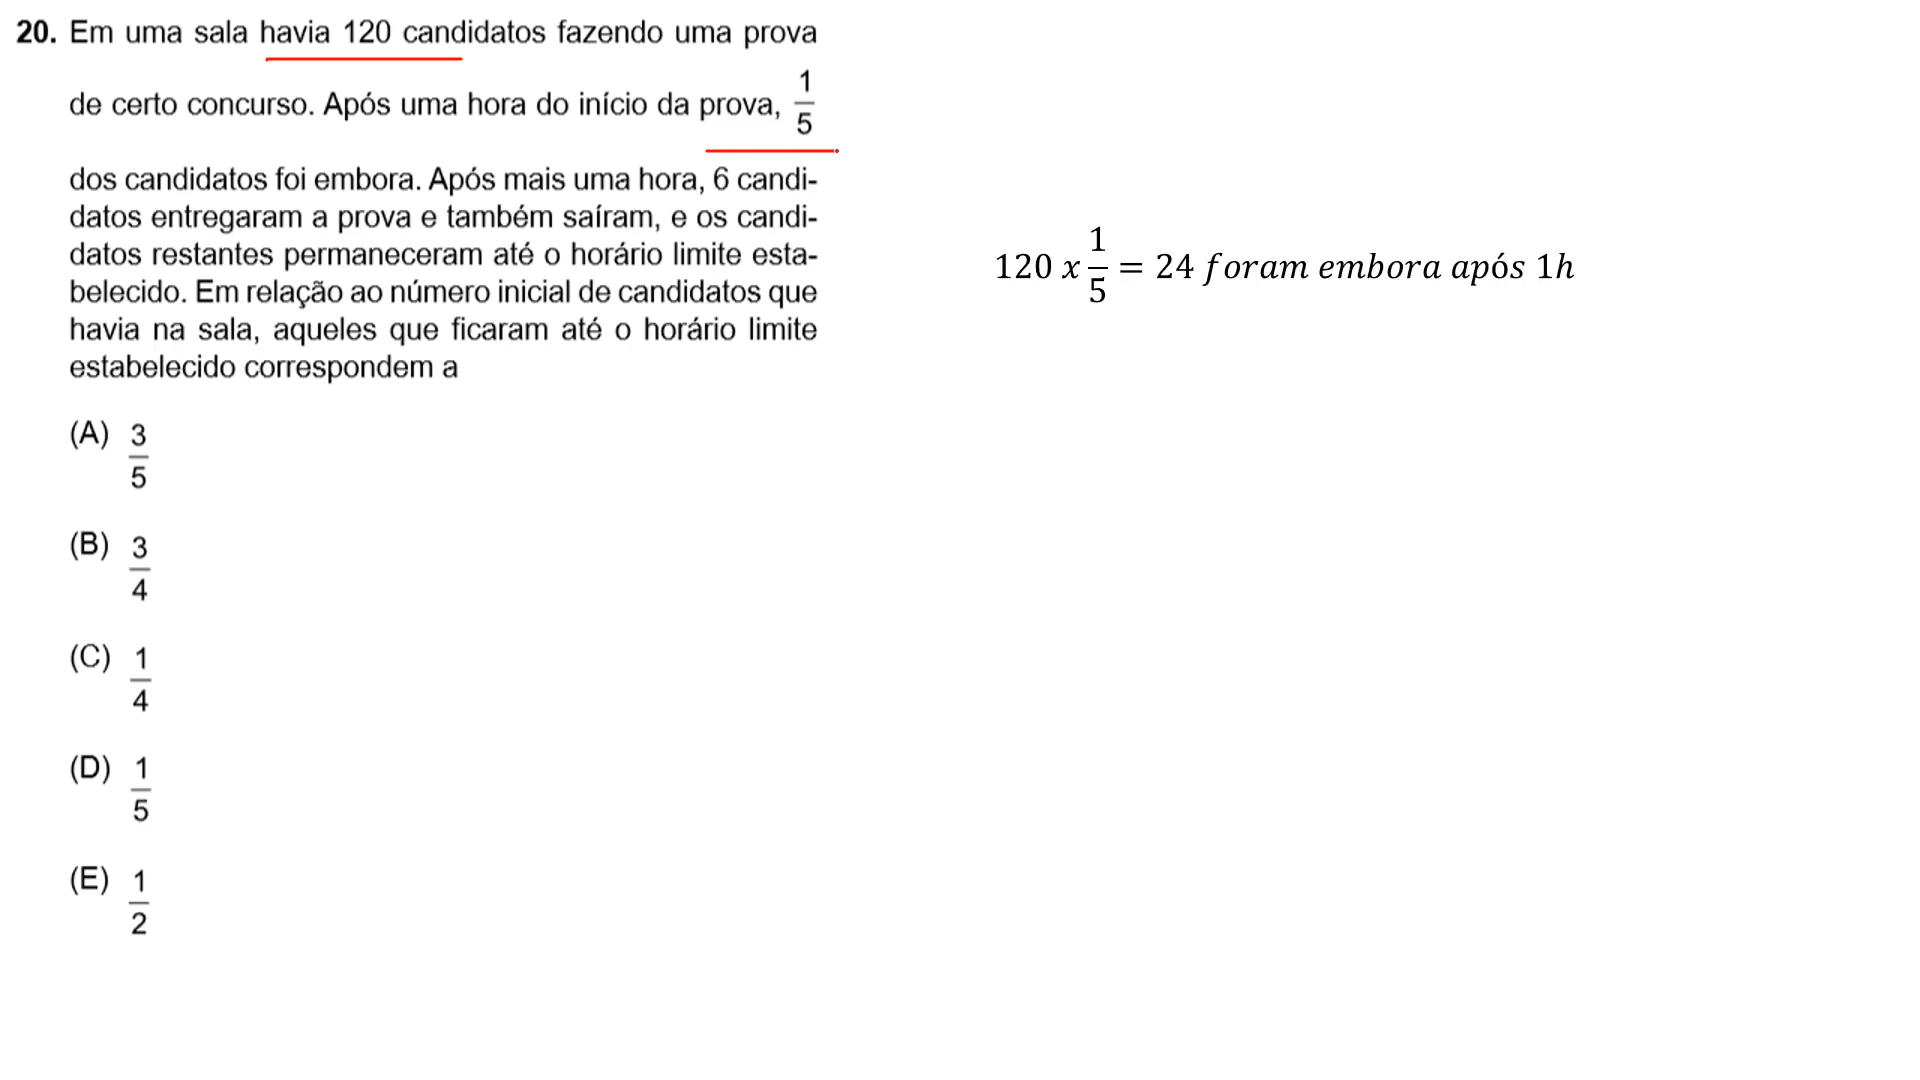 20. Em uma sala havia 120 candidatos fazendo uma prova
de certo concurso. Após uma hora do início da prova, 1/5
dos candidatos foi embora. Após mais uma hora, 6 candi-
datos entregaram a prova e também saíram, e os candi-
datos restantes permaneceram até o horário limite esta-
belecido. Em relação ao número inicial de candidatos que
havia na sala, aqueles que ficaram até o horário limite
estabelecido correspondem a
(A) 3/5
(B) 3/4
(C) 1/4
(D) 1/5
(E) 1/2
120 x 1/5 = 24 foram embora após 1h